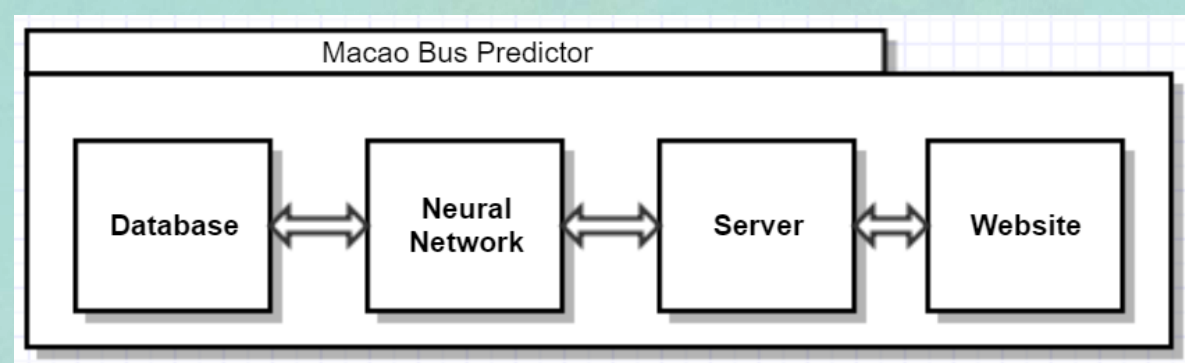 Macao Bus Predictor
Database
Neural
Network
Server
Website